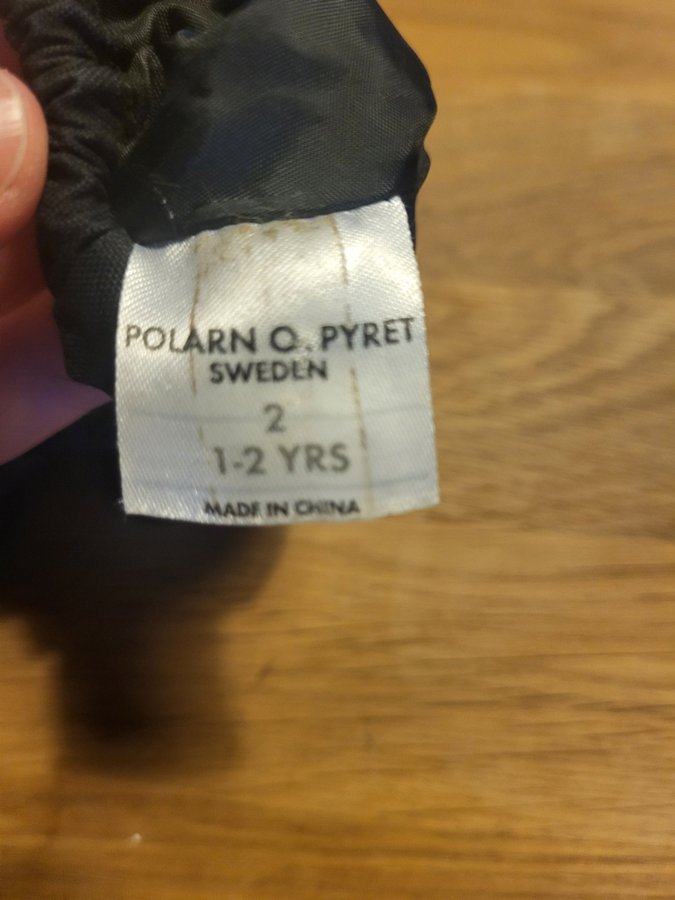 POLARN O. PYRET
SWEDEN
2
1-2 YRS
MADE IN CHINA